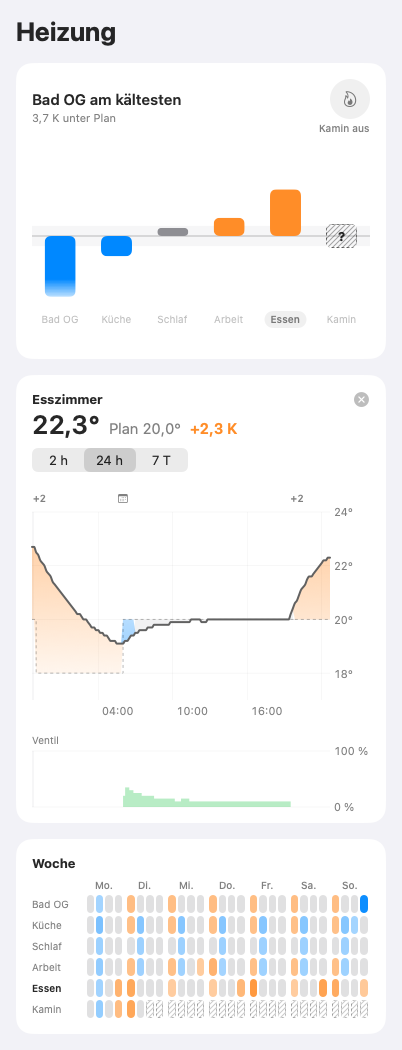 Heizung
Bad OG am kältesten
3,7 K unter Plan
Kamin aus
?
Bad OG Küche Schlaf Arbeit Essen Kamin
Esszimmer
22,3° Plan 20,0° +2,3 K
2 h 24 h 7 T
+2 +2
24°
22°
20°
18°
04:00 10:00 16:00
Ventil
100 %
0 %
Woche
Mo. Di. Mi. Do. Fr. Sa. So.
Bad OG
Küche
Schlaf
Arbeit
Essen
Kamin